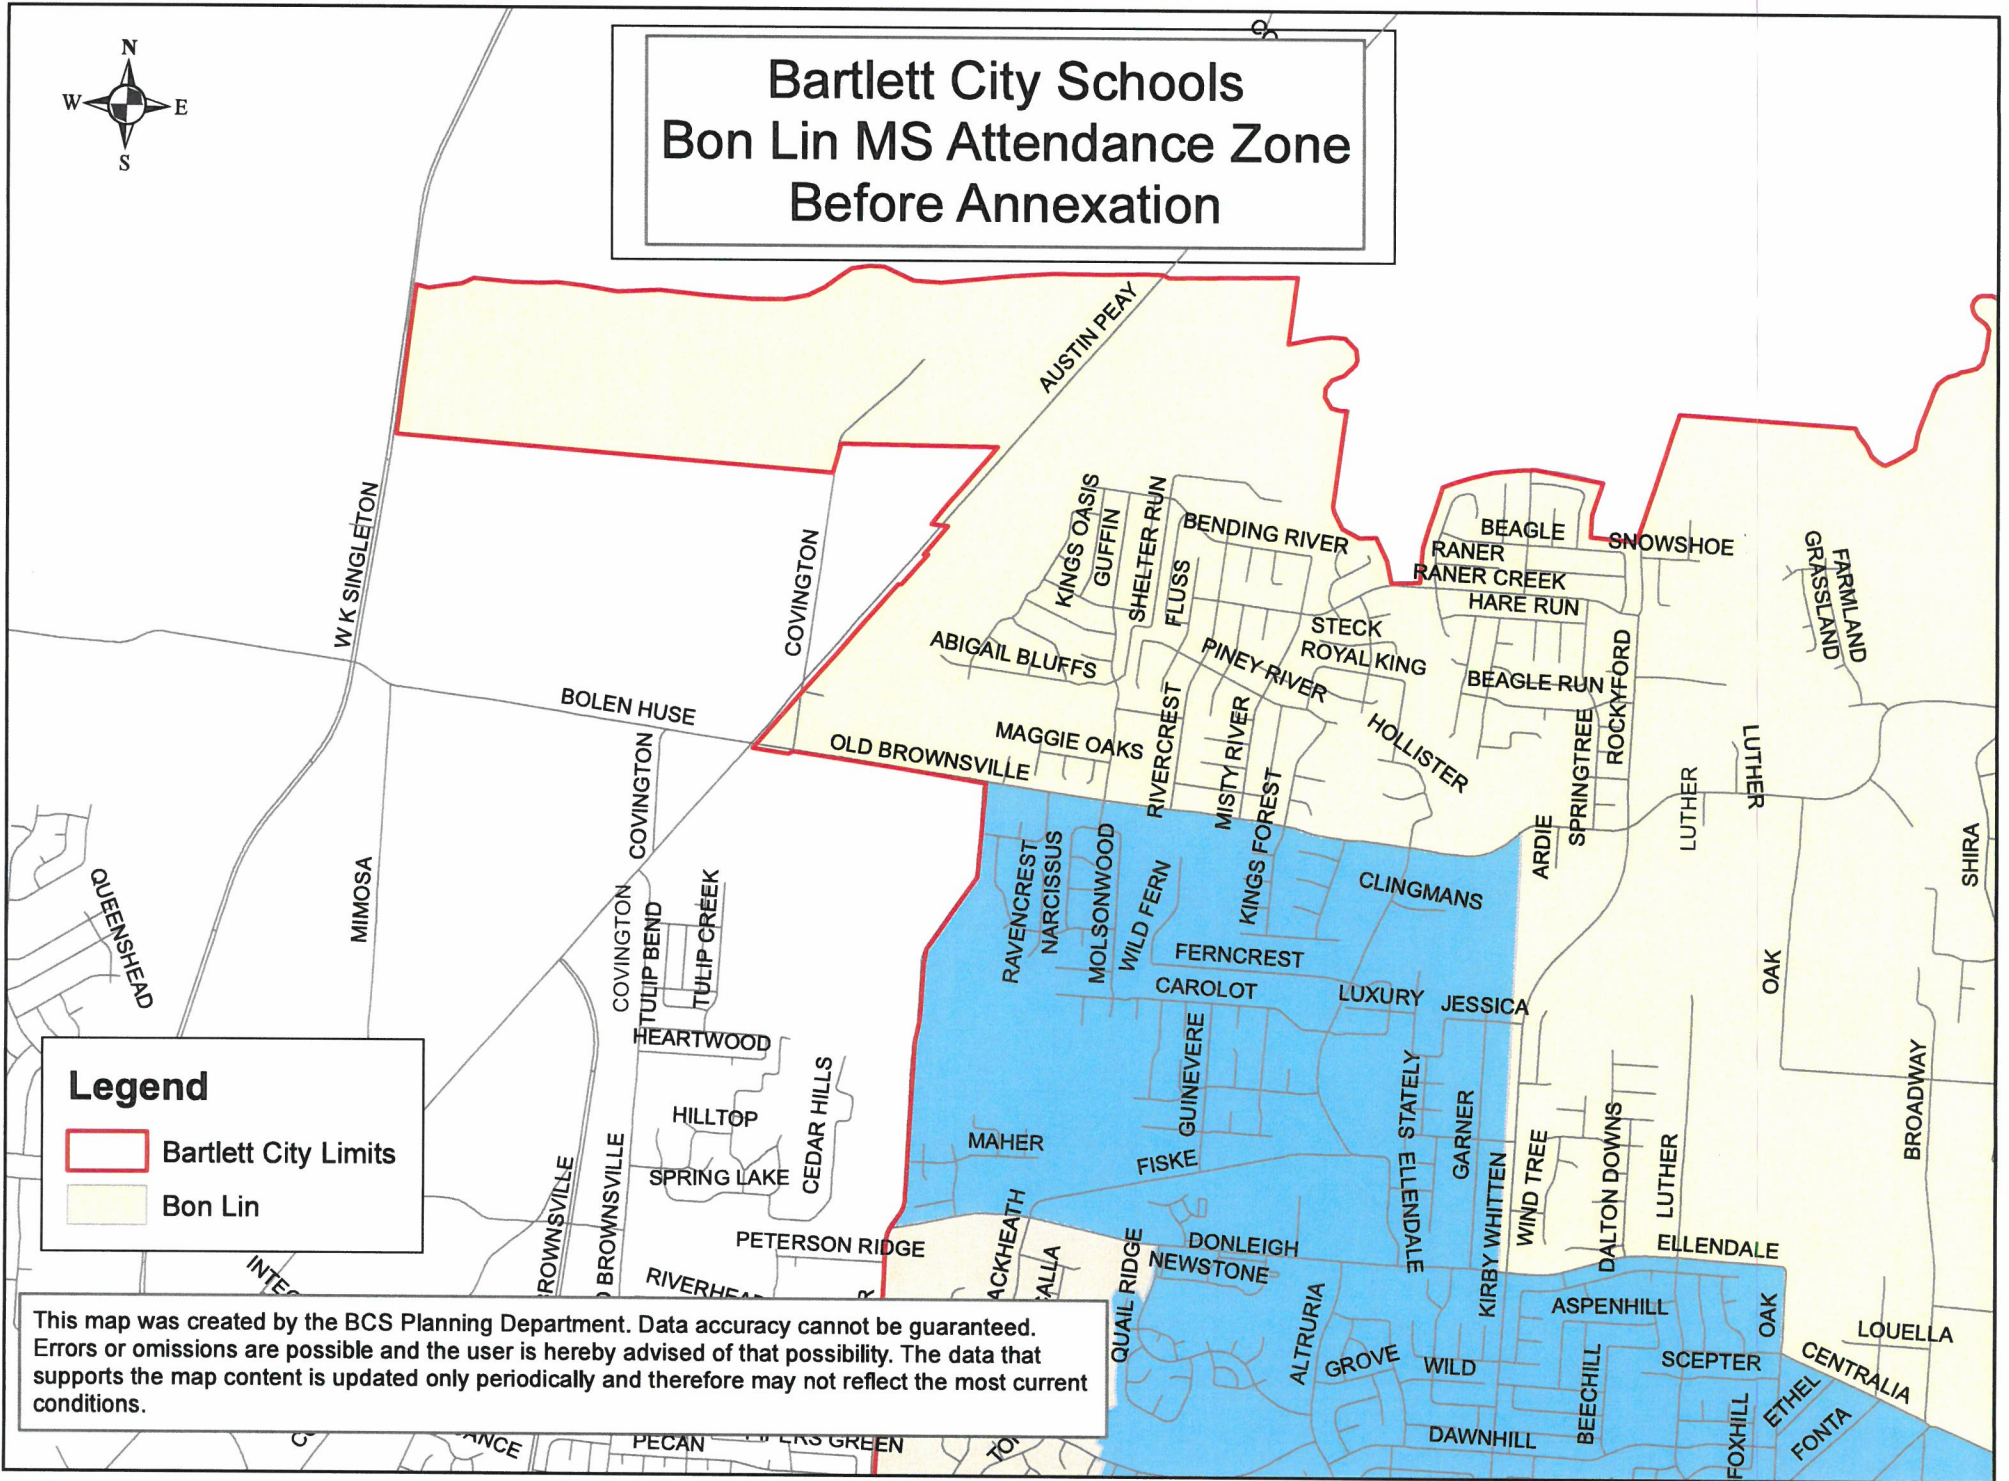 N
W E
S
Bartlett City Schools
Bon Lin MS Attendance Zone
Before Annexation
AUSTIN PEAY
W K SINGLETON
COVINGTON
KINGS OASIS
GUFFIN
SHELTER RUN
FLUSS
BENDING RIVER
BEAGLE
RANER
SNOWSHOE
RANER CREEK
HARE RUN
GRASSLAND
FARMLAND
STECK
ROYAL KING
ABIGAIL BLUFFS
PINEY RIVER
BEAGLE RUN
ROCKYFORD
BOLEN HUSE
COVINGTON
OLD BROWNSVILLE
MAGGIE OAKS
RIVERCREST
MISTY RIVER
KINGS FOREST
HOLLISTER
SPRINGTREE
ARDIE
LUTHER
LUTHER
SHIRA
QUEENSHEAD
MIMOSA
COVINGTON
TULIP BEND
TULIP CREEK
RAVENCREST
NARCISSUS
MOLSONWOOD
WILD FERN
CLINGMANS
FERNCREST
CAROLOT
LUXURY
JESSICA
OAK
HEARTWOOD
HILLTOP
CEDAR HILLS
SPRING LAKE
GUINEVERE
MAHER
FISKE
STATELY
ELLENDALE
GARNER
KIRBY WHITTEN
WIND TREE
DALTON DOWNS
LUTHER
BROADWAY
Legend
Bartlett City Limits
Bon Lin
ROWNSVILLE
BROWNSVILLE
PETERSON RIDGE
ACKHEATH
ALLA
QUAIL RIDGE
DONLEIGH
NEWSTONE
ELLENDALE
RIVERHEA
ALTRURIA
GROVE
WILD
ASPENHILL
OAK
SCEPTER
LOUELLA
CENTRALIA
ETHEL
FONTA
FOXHILL
BEECHILL
DAWNHILL
This map was created by the BCS Planning Department. Data accuracy cannot be guaranteed.
Errors or omissions are possible and the user is hereby advised of that possibility. The data that
supports the map content is updated only periodically and therefore may not reflect the most current
conditions.
ANCE
PECAN
GREEN